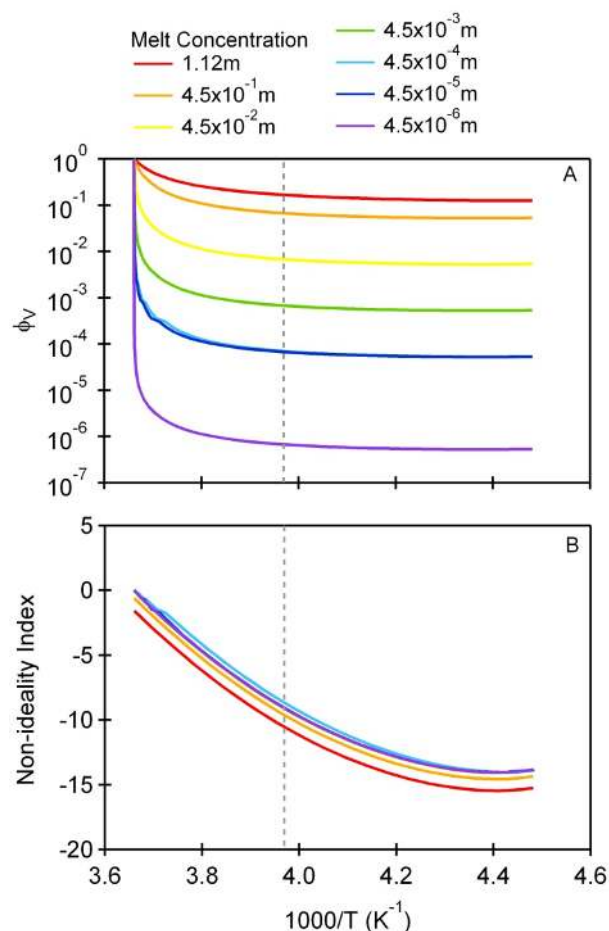 Melt Concentration
1.12m
4.5x10⁻¹m
4.5x10⁻²m
4.5x10⁻³m
4.5x10⁻⁴m
4.5x10⁻⁵m
4.5x10⁻⁶m
A
10⁰
10⁻¹
10⁻²
10⁻³
10⁻⁴
10⁻⁵
10⁻⁶
10⁻⁷
ϕV
B
5
0
-5
-10
-15
-20
Non-ideality Index
3.6 3.8 4.0 4.2 4.4 4.6
1000/T (K⁻¹)